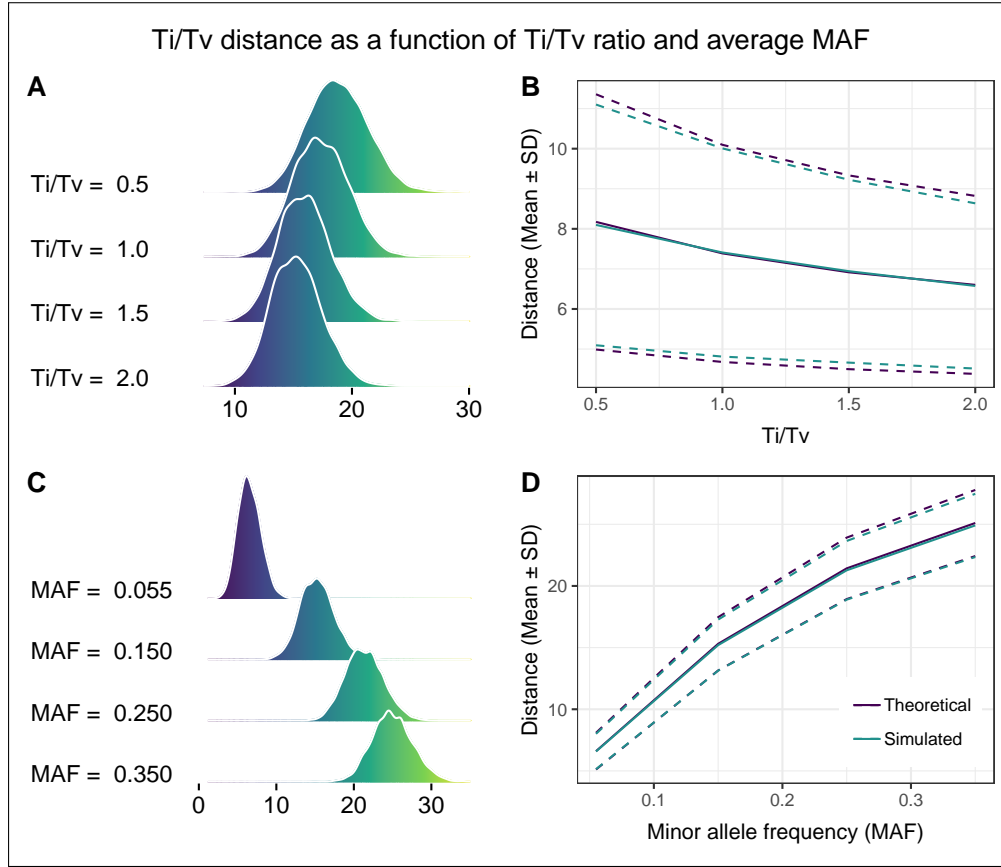 Ti/Tv distance as a function of Ti/Tv ratio and average MAF
A
Ti/Tv = 0.5
Ti/Tv = 1.0
Ti/Tv = 1.5
Ti/Tv = 2.0
10 20 30
B
Distance (Mean ± SD)
10
8
6
0.5 1.0 1.5 2.0
Ti/Tv
C
MAF = 0.055
MAF = 0.150
MAF = 0.250
MAF = 0.350
0 10 20 30
D
Distance (Mean ± SD)
20
10
Theoretical
Simulated
0.1 0.2 0.3
Minor allele frequency (MAF)